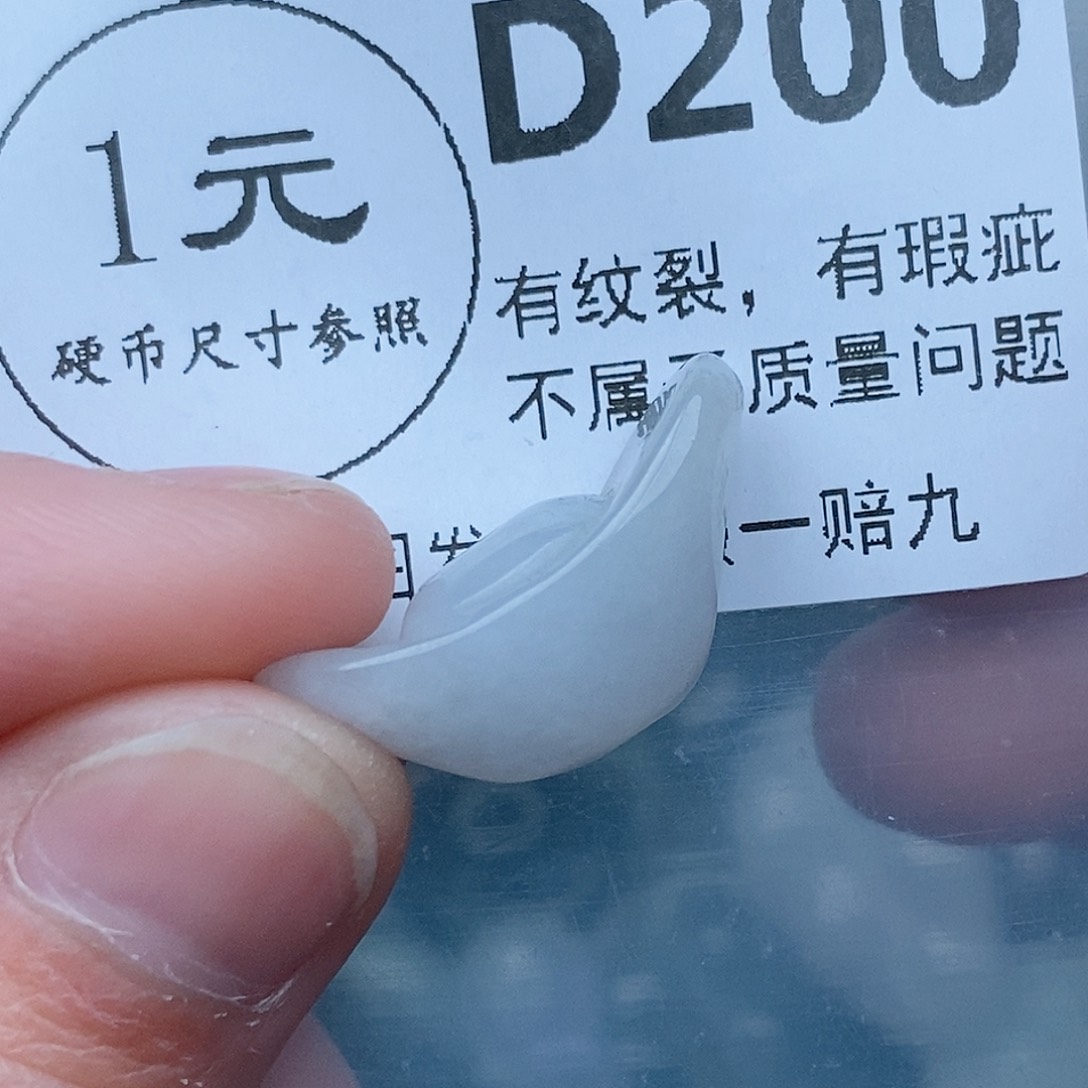 D200
1元
硬币尺寸参照
有纹裂，有瑕疵
不属 质量问题
一赔九